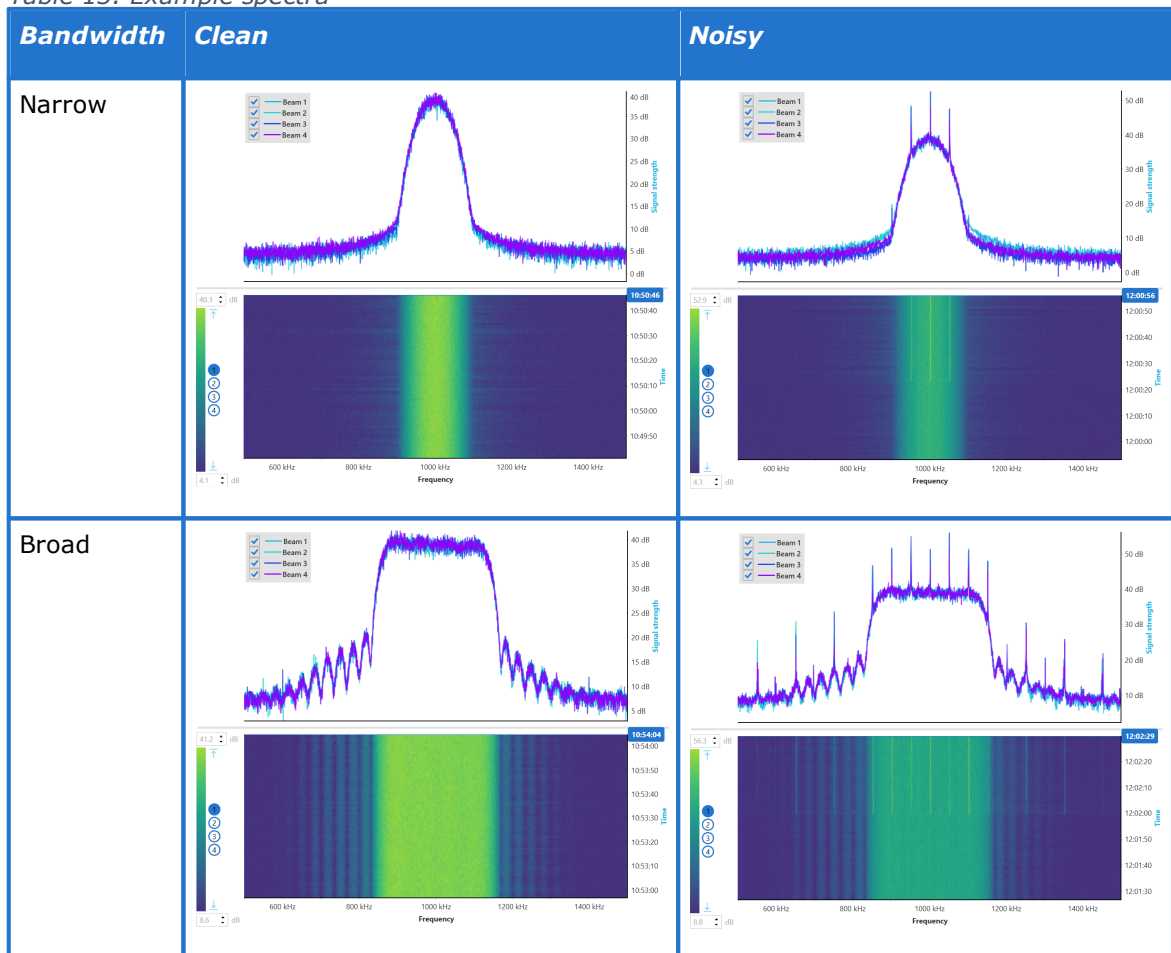 Table 15: Example spectra
Bandwidth Clean Noisy
Narrow
Beam 1
Beam 2
Beam 3
Beam 4
40 dB
35 dB
30 dB
25 dB
20 dB
15 dB
10 dB
5 dB
0 dB
Signal strength
40.3 dB
1
2
3
4
4.1 dB
10:50:46
10:50:40
10:50:30
10:50:20
10:50:10
10:50:00
10:49:50
Time
600 kHz 800 kHz 1000 kHz 1200 kHz 1400 kHz
Frequency
Beam 1
Beam 2
Beam 3
Beam 4
50 dB
40 dB
30 dB
20 dB
10 dB
0 dB
Signal strength
52.9 dB
1
2
3
4
4.3 dB
12:00:56
12:00:50
12:00:40
12:00:30
12:00:20
12:00:10
12:00:00
Time
600 kHz 800 kHz 1000 kHz 1200 kHz 1400 kHz
Frequency
Broad
Beam 1
Beam 2
Beam 3
Beam 4
40 dB
35 dB
30 dB
25 dB
20 dB
15 dB
10 dB
5 dB
Signal strength
41.2 dB
1
2
3
4
8.6 dB
10:54:04
10:54:00
10:53:50
10:53:40
10:53:30
10:53:20
10:53:10
10:53:00
Time
600 kHz 800 kHz 1000 kHz 1200 kHz 1400 kHz
Frequency
Beam 1
Beam 2
Beam 3
Beam 4
50 dB
40 dB
30 dB
20 dB
10 dB
Signal strength
56.3 dB
1
2
3
4
8.8 dB
12:02:29
12:02:20
12:02:10
12:02:00
12:01:50
12:01:40
12:01:30
Time
600 kHz 800 kHz 1000 kHz 1200 kHz 1400 kHz
Frequency